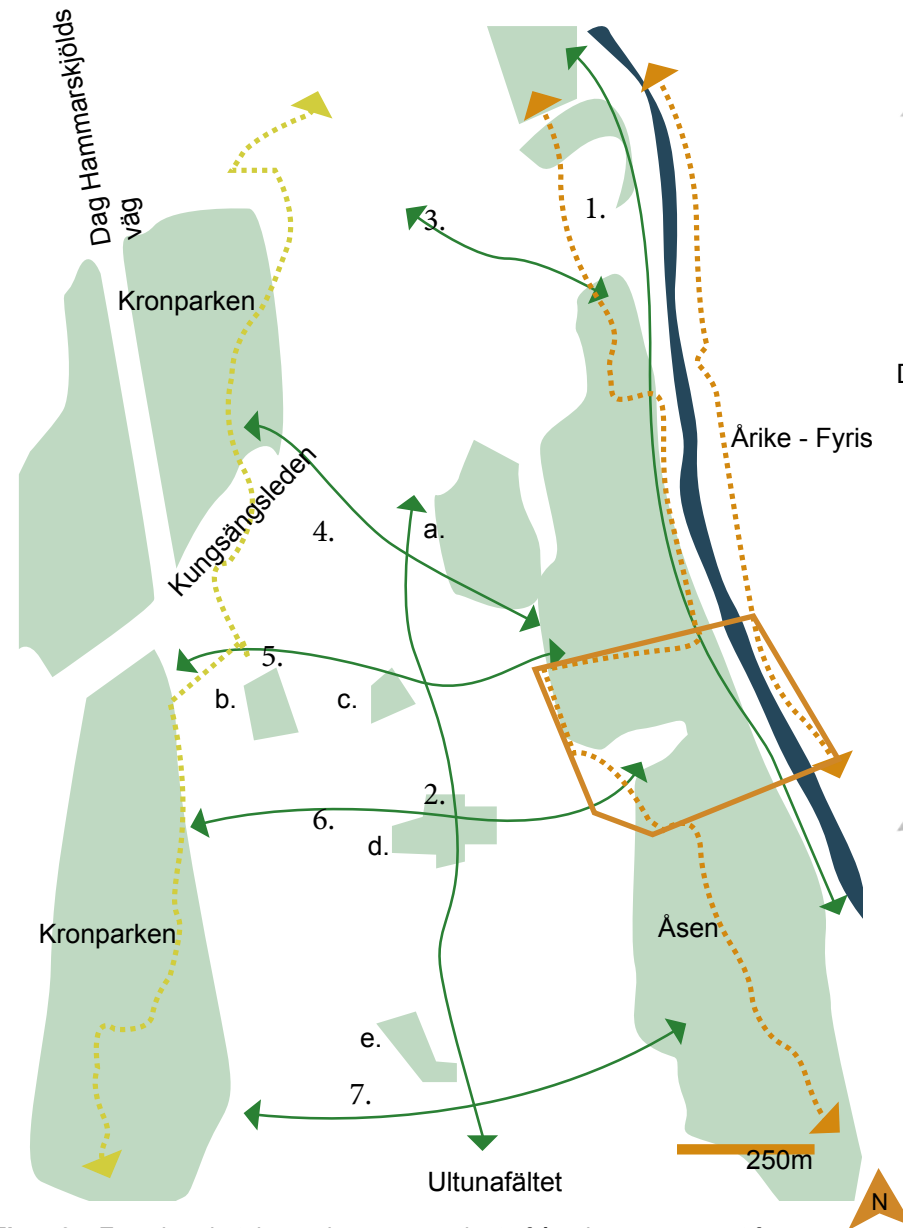 Dag Hammarskjölds
väg
1.
3.
Kronparken
D
Årike - Fyris
Kungsängsleden
4.
a.
5.
b.
c.
2.
6.
d.
Kronparken
Åsen
e.
7.
250m
Ultunafältet
N